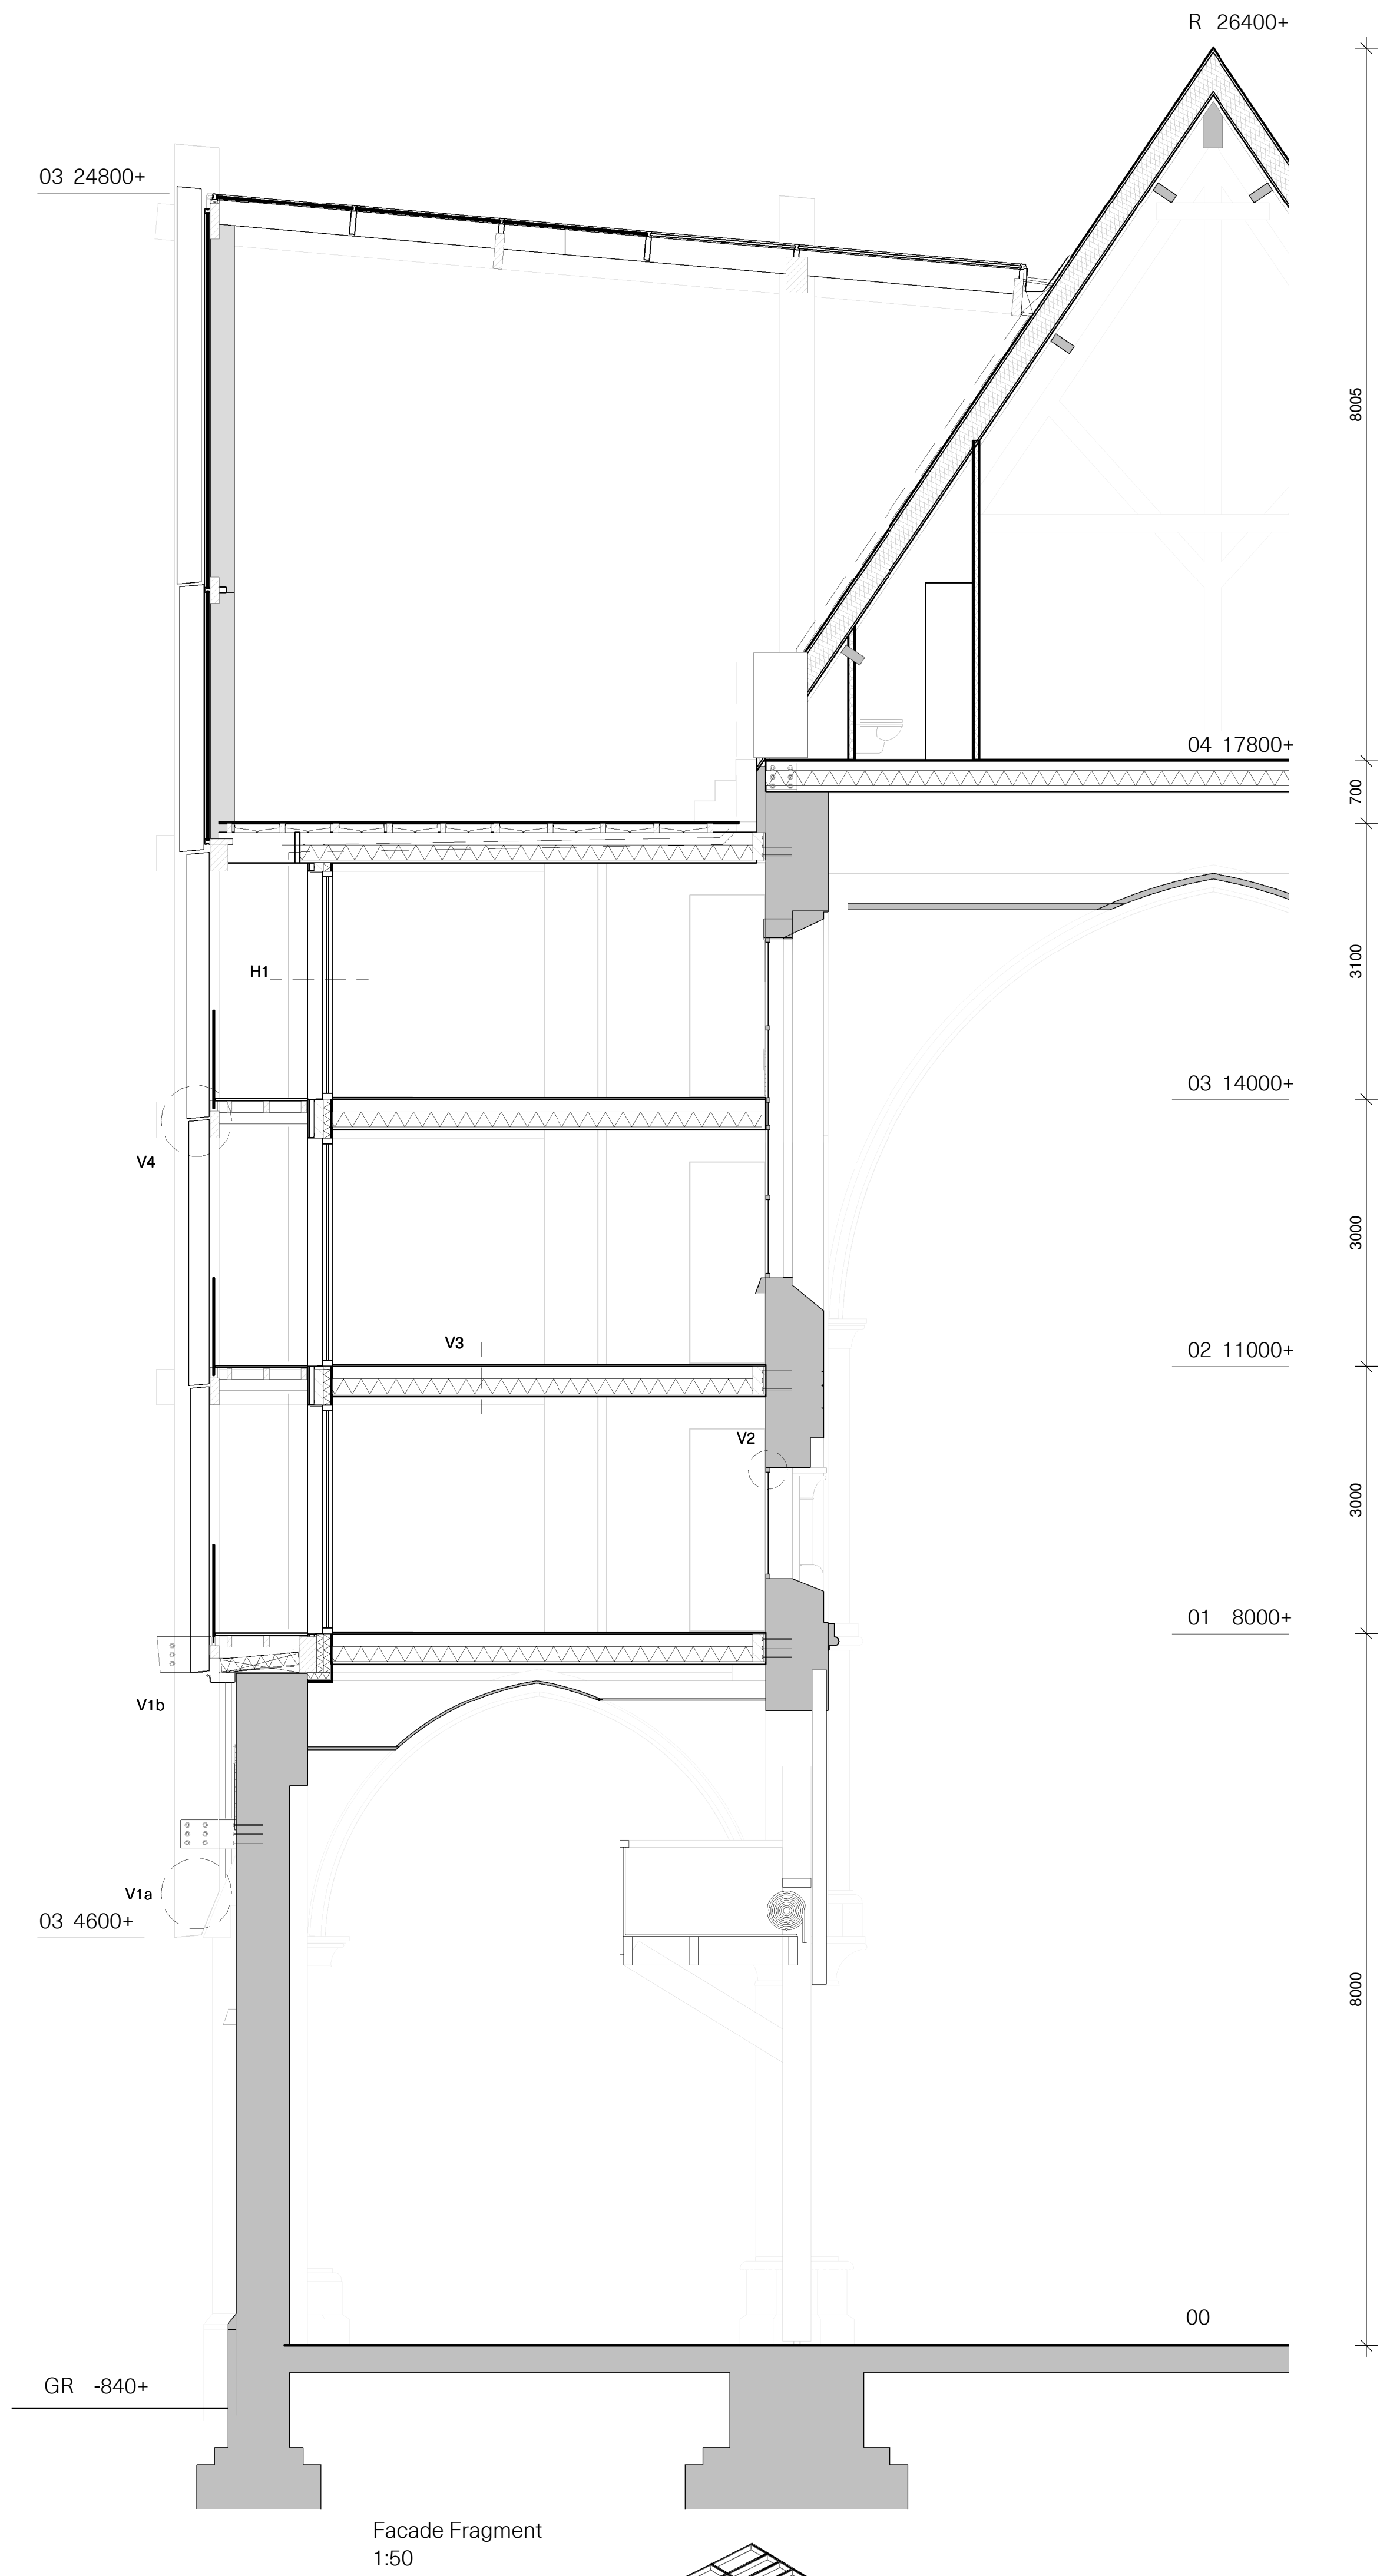 R 26400+
03 24800+
8005
04 17800+
700
3100
H1
03 14000+
V4
3000
V3
02 11000+
V2
3000
01 8000+
V1b
V1a
03 4600+
8000
00
GR -840+
Facade Fragment
1:50